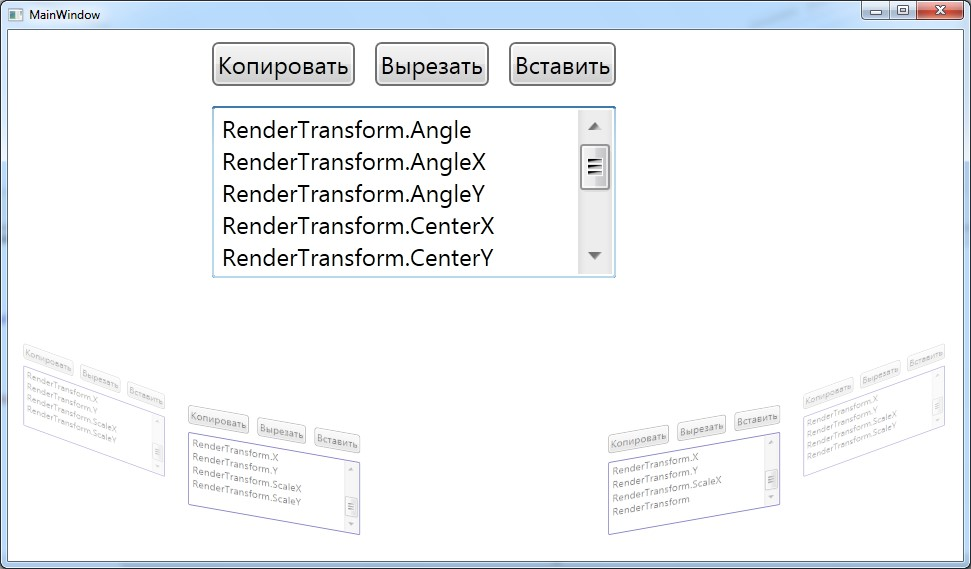 MainWindow
Копировать Вырезать Вставить
RenderTransform.Angle
RenderTransform.AngleX
RenderTransform.AngleY
RenderTransform.CenterX
RenderTransform.CenterY
Копировать Вырезать Вставить
RenderTransform.X
RenderTransform.Y
RenderTransform.ScaleX
RenderTransform.ScaleY
Копировать Вырезать Вставить
RenderTransform.X
RenderTransform.Y
RenderTransform.ScaleX
RenderTransform.ScaleY
Копировать Вырезать Вставить
RenderTransform.X
RenderTransform.Y
RenderTransform.ScaleX
RenderTransform
Копировать Вырезать Вставить
RenderTransform.X
RenderTransform.Y
RenderTransform.ScaleX
RenderTransform.ScaleY